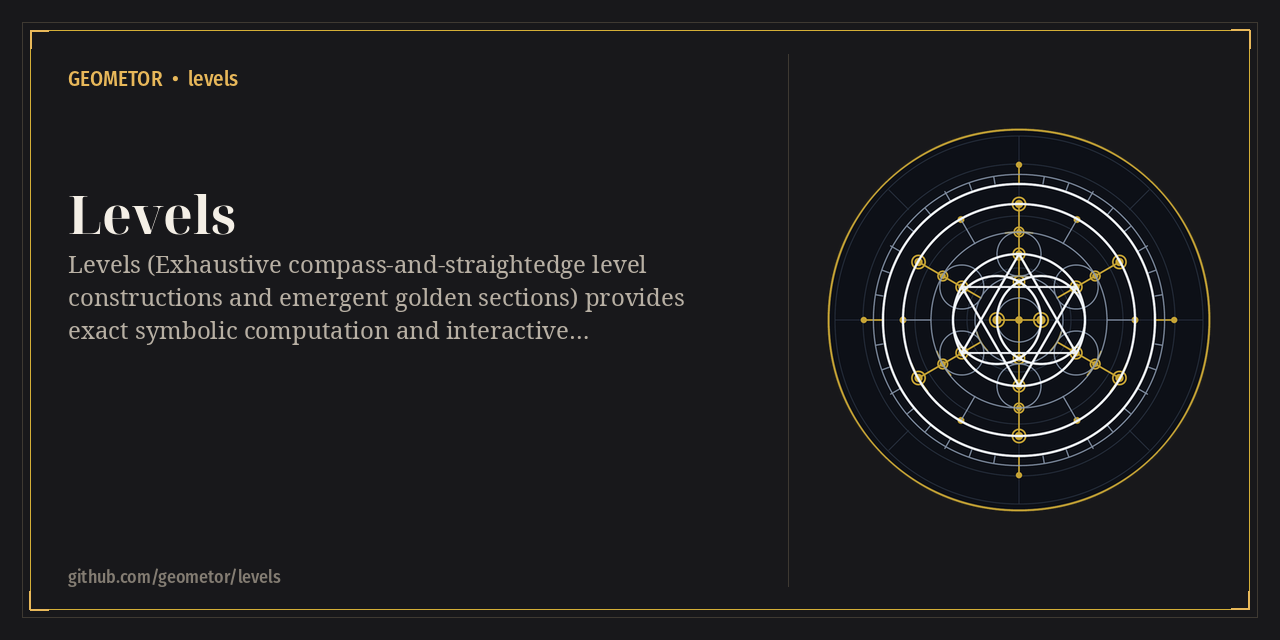 GEOMETOR • levels
Levels
Levels (Exhaustive compass-and-straightedge level
constructions and emergent golden sections) provides
exact symbolic computation and interactive...
github.com/geometor/levels